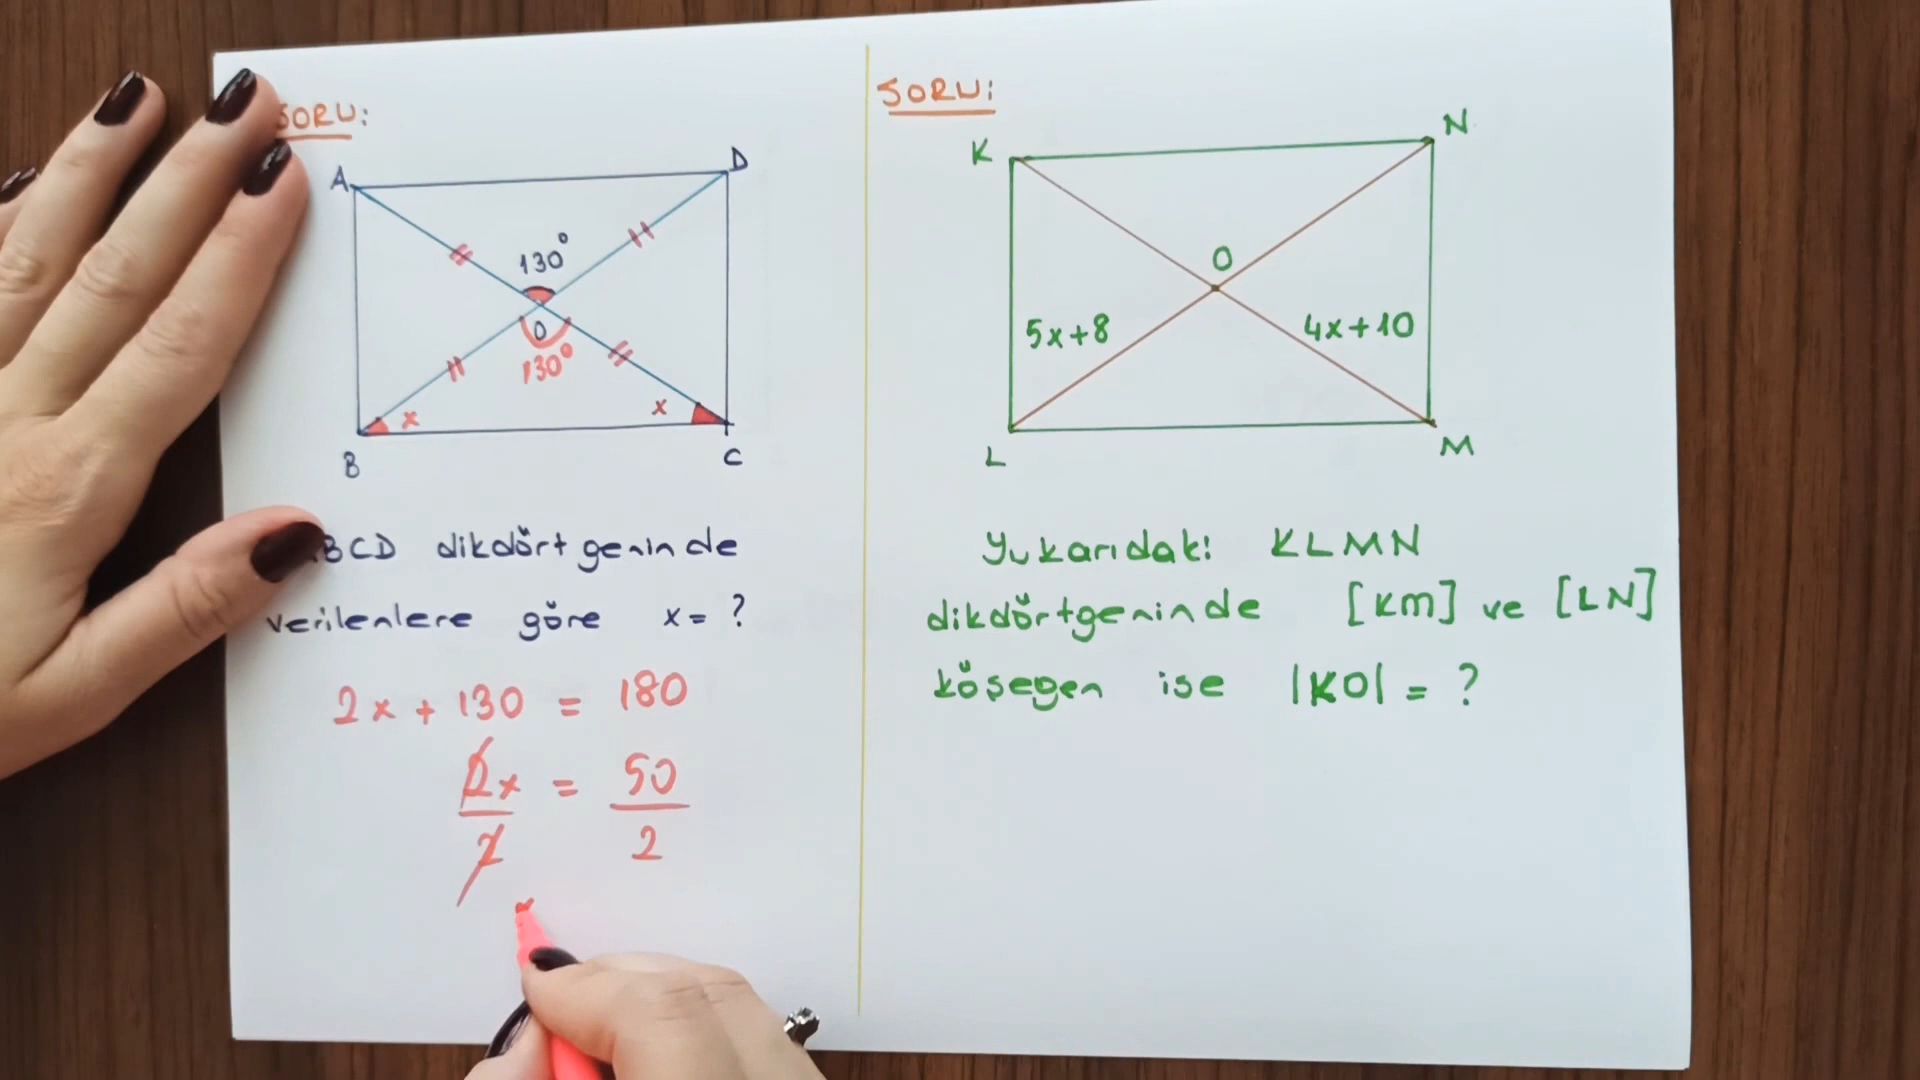 SORU:
A
D
130°
O
130°
x
x
B
C
BCD dikdörtgeninde
verilenlere göre x = ?
2x + 130 = 180
2x = 50
2 2
SORU:
K
N
O
5x+8
4x+10
L
M
Yukarıdaki KLMN
dikdörtgeninde [KM] ve [LN]
köşegen ise |KO| = ?